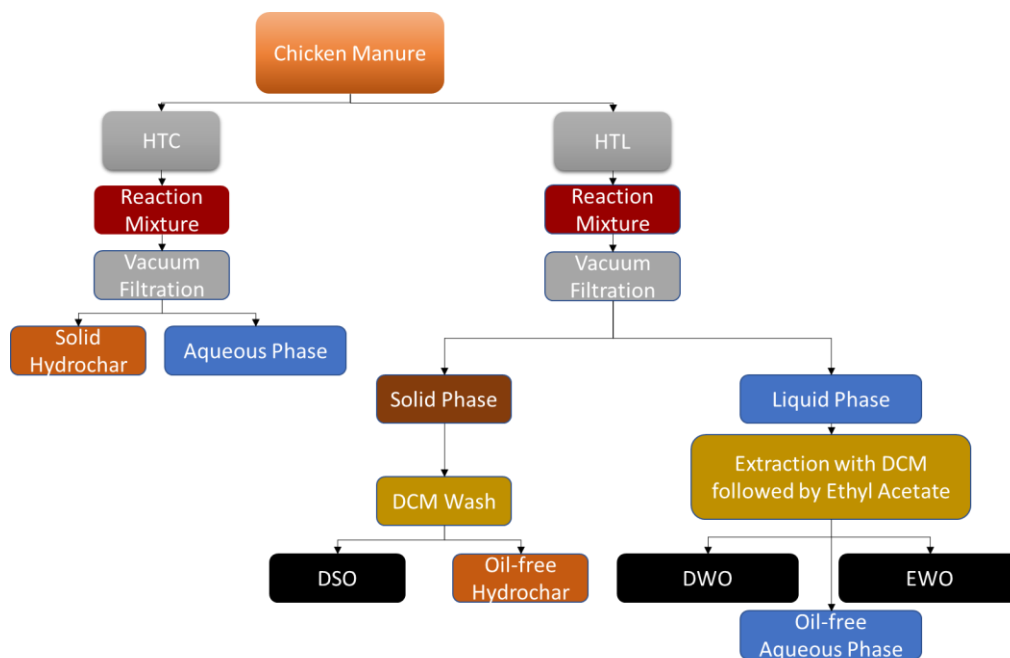 Chicken Manure
HTC
HTL
Reaction
Mixture
Reaction
Mixture
Vacuum
Filtration
Vacuum
Filtration
Solid
Hydrochar
Aqueous Phase
Solid Phase
Liquid Phase
Extraction with DCM
followed by Ethyl Acetate
DCM Wash
DSO
Oil-free
Hydrochar
DWO
EWO
Oil-free
Aqueous Phase